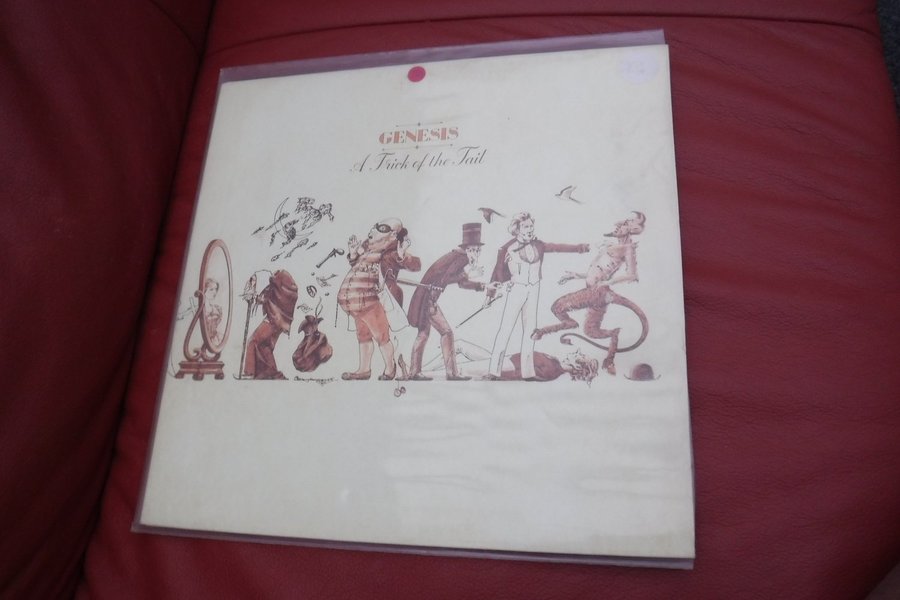 GENESIS
A Trick of the Tail